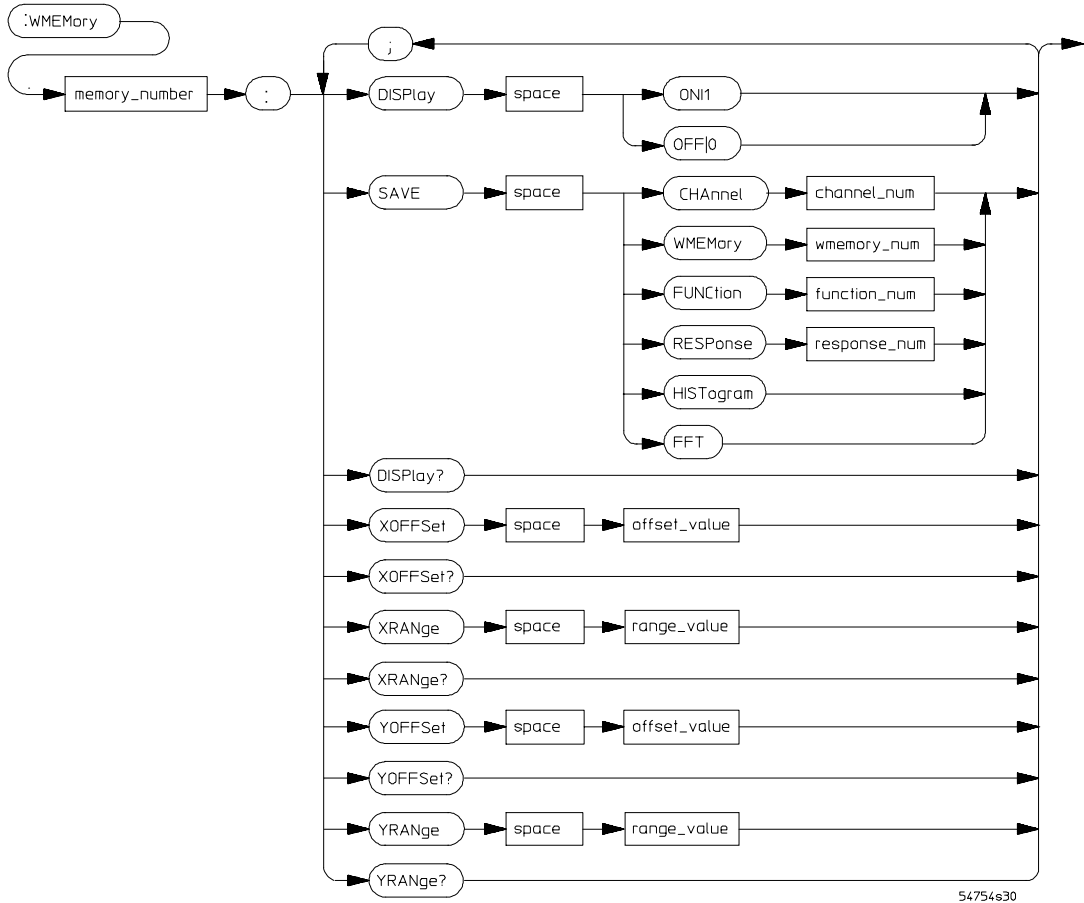 :WMEMory
memory_number :
;
DISPlay space ON|1
OFF|0
SAVE space CHAnnel channel_num
WMEMory wmemory_num
FUNCtion function_num
RESPonse response_num
HISTogram
FFT
DISPlay?
XOFFSet space offset_value
XOFFSet?
XRANge space range_value
XRANge?
YOFFSet space offset_value
YOFFSet?
YRANge space range_value
YRANge?
54754s30